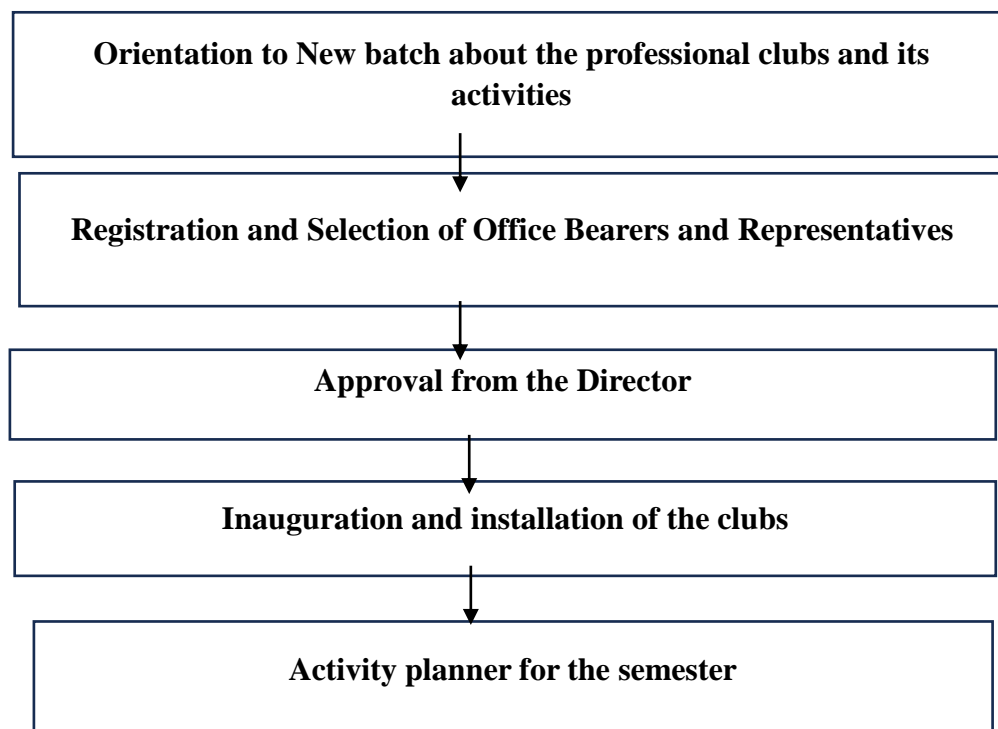 Orientation to New batch about the professional clubs and its
activities
Registration and Selection of Office Bearers and Representatives
Approval from the Director
Inauguration and installation of the clubs
Activity planner for the semester